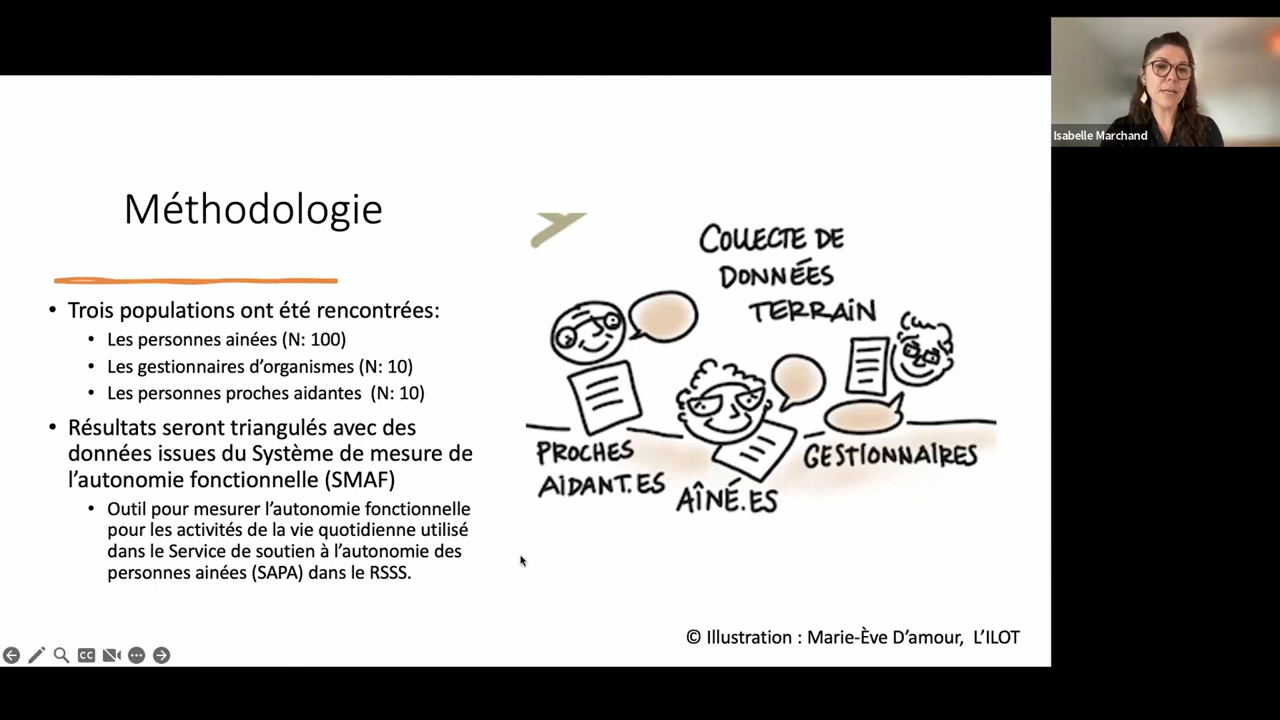 Isabelle Marchand
Méthodologie
• Trois populations ont été rencontrées:
• Les personnes ainées (N: 100)
• Les gestionnaires d'organismes (N: 10)
• Les personnes proches aidantes (N: 10)
• Résultats seront triangulés avec des
données issues du Système de mesure de
l'autonomie fonctionnelle (SMAF)
• Outil pour mesurer l'autonomie fonctionnelle
pour les activités de la vie quotidienne utilisé
dans le Service de soutien à l'autonomie des
personnes ainées (SAPA) dans le RSSS.
COLLECTE DE
DONNÉES
TERRAIN
PROCHES
AIDANT.ES
AÎNÉ.ES
GESTIONNAIRES
© Illustration : Marie-Ève D'amour, L'ILOT
CC